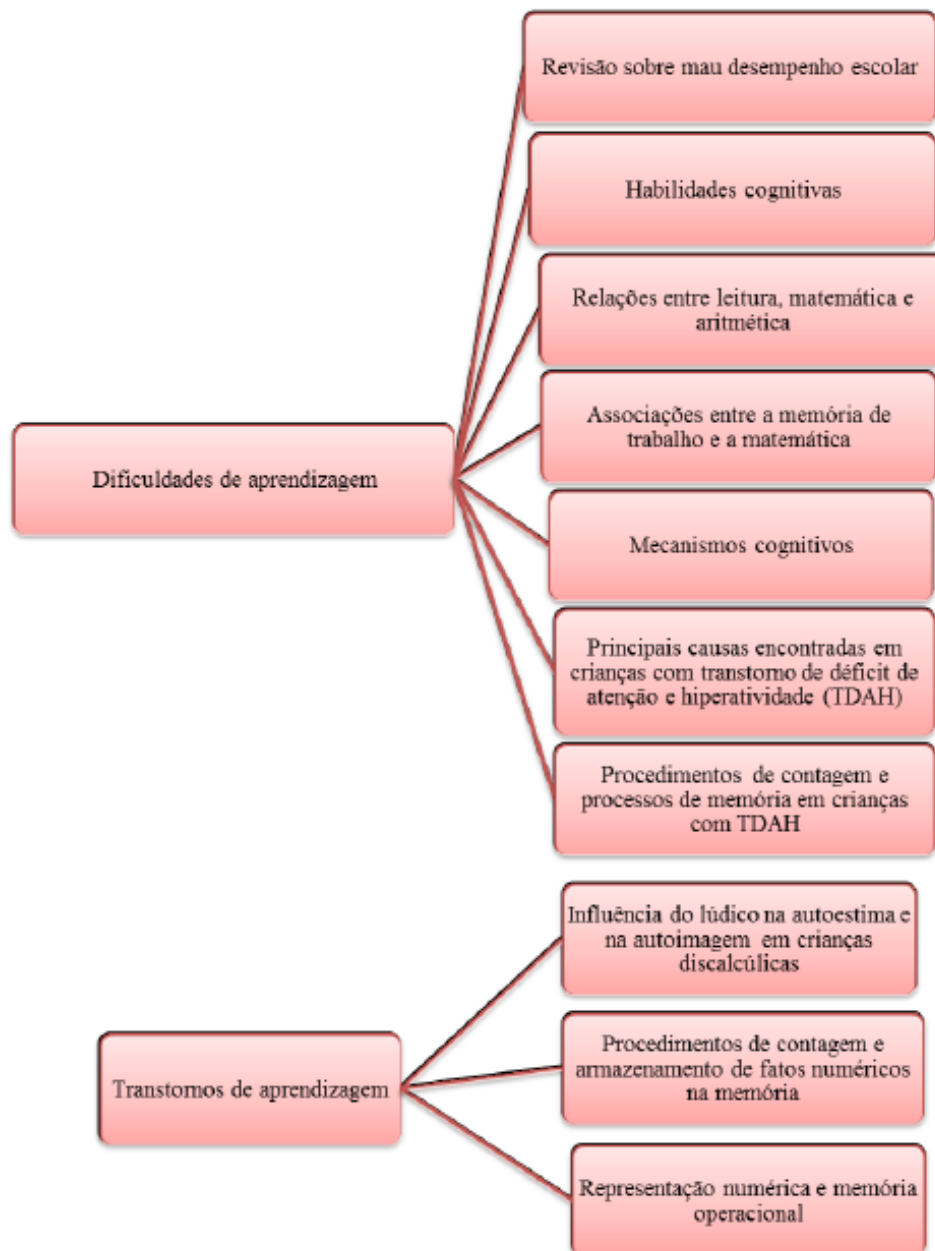 Revisão sobre mau desempenho escolar
Habilidades cognitivas
Relações entre leitura, matemática e
aritmética
Associações entre a memória de
trabalho e a matemática
Dificuldades de aprendizagem
Mecanismos cognitivos
Principais causas encontradas em
crianças com transtorno de déficit de
atenção e hiperatividade (TDAH)
Procedimentos de contagem e
processos de memória em crianças
com TDAH
Influência do lúdico na autoestima e
na autoimagem em crianças
discalcúlicas
Procedimentos de contagem e
armazenamento de fatos numéricos
na memória
Transtornos de aprendizagem
Representação numérica e memória
operacional